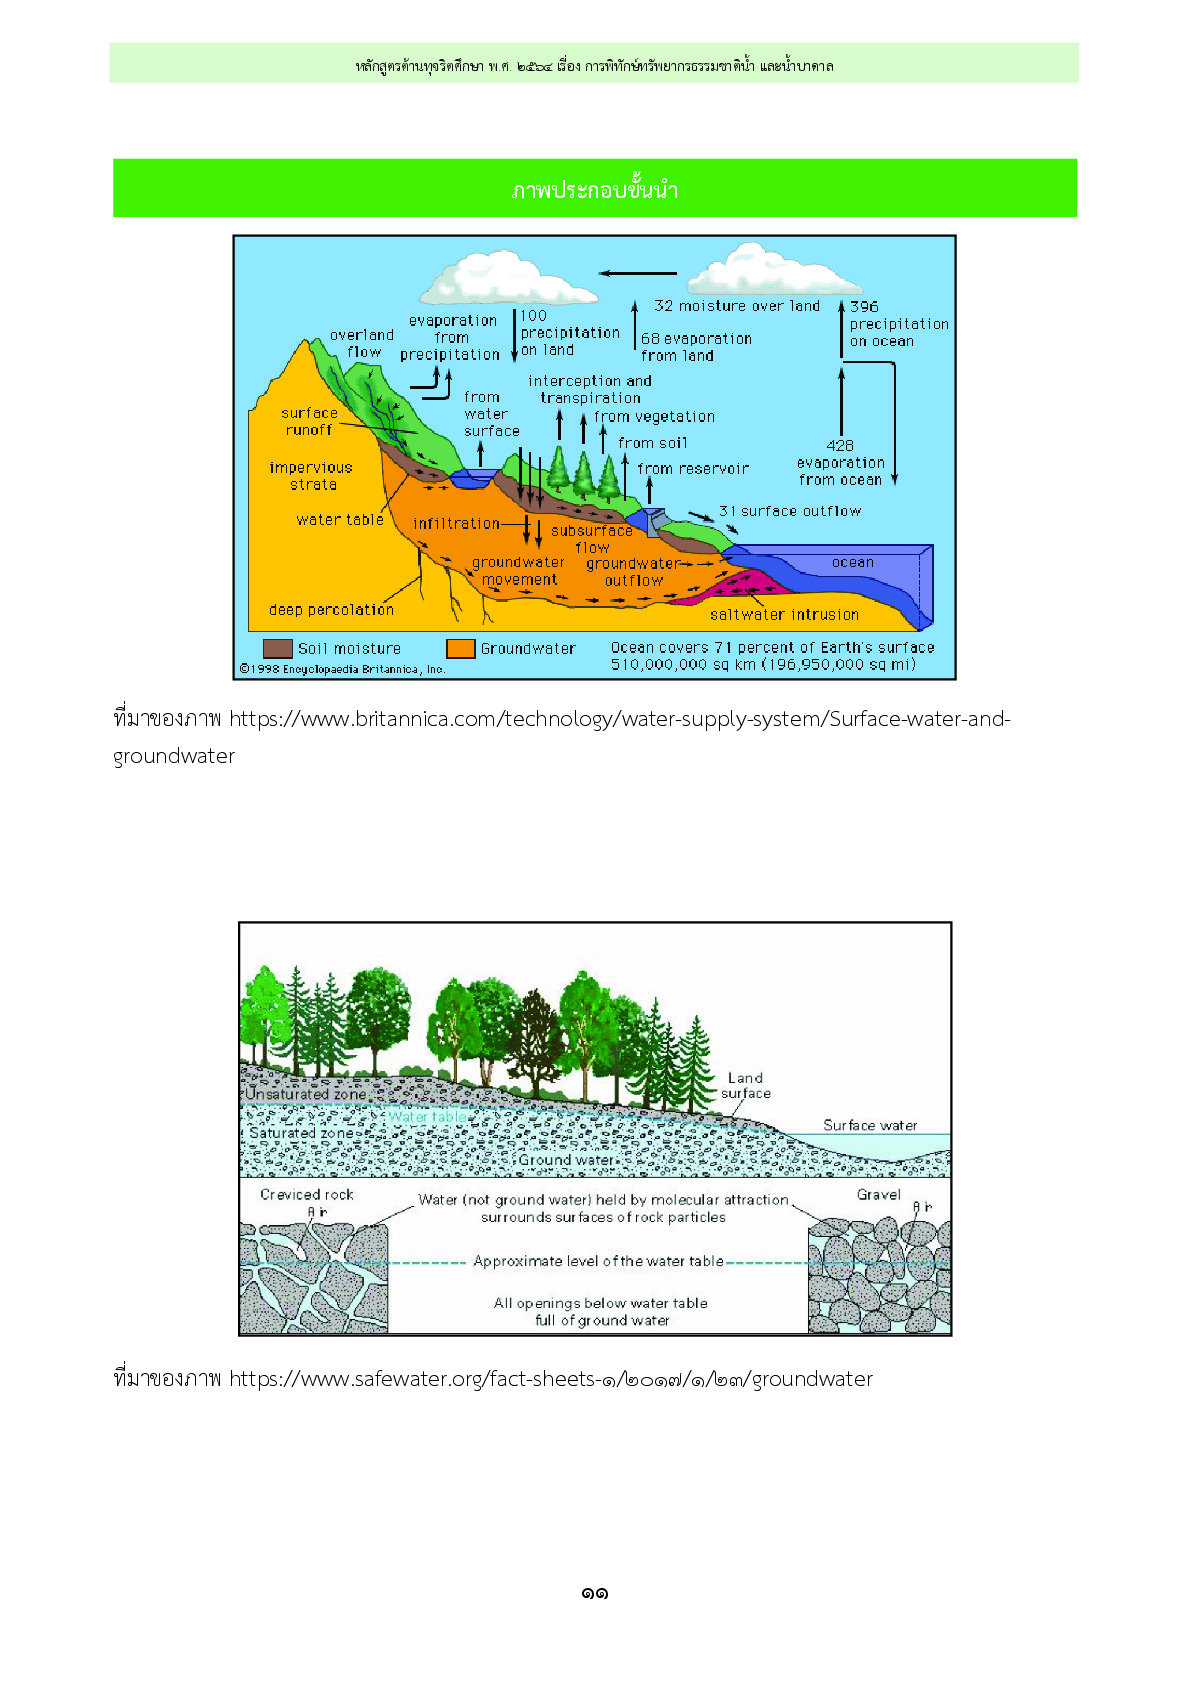 หลักสูตรต้านทุจริตศึกษา พ.ศ. ๒๕๖๔ เรื่อง การพิทักษ์ทรัพยากรธรรมชาติน้ำ และน้ำบาดาล
ภาพประกอบขั้นนำ
32 moisture over land
396
precipitation
on ocean
100
precipitation
on land
68 evaporation
from land
evaporation
from
precipitation
overland
flow
interception and
transpiration
from
water
surface
from vegetation
surface
runoff
from soil
428
evaporation
from ocean
from reservoir
impervious
strata
31 surface outflow
water table
infiltration
subsurface
flow
groundwater
movement
groundwater
outflow
ocean
deep percolation
saltwater intrusion
Soil moisture
Groundwater
Ocean covers 71 percent of Earth's surface
510,000,000 sq km (196,950,000 sq mi)
©1998 Encyclopaedia Britannica, Inc.
ที่มาของภาพ https://www.britannica.com/technology/water-supply-system/Surface-water-and-
groundwater
Land
surface
Unsaturated zone
Water table
Surface water
Saturated zone
Ground water
Creviced rock
Air
Water (not ground water) held by molecular attraction
surrounds surfaces of rock particles
Gravel
Air
Approximate level of the water table
All openings below water table
full of ground water
ที่มาของภาพ https://www.safewater.org/fact-sheets-๑/๒๐๑๗/๑/๒๓/groundwater
๑๑